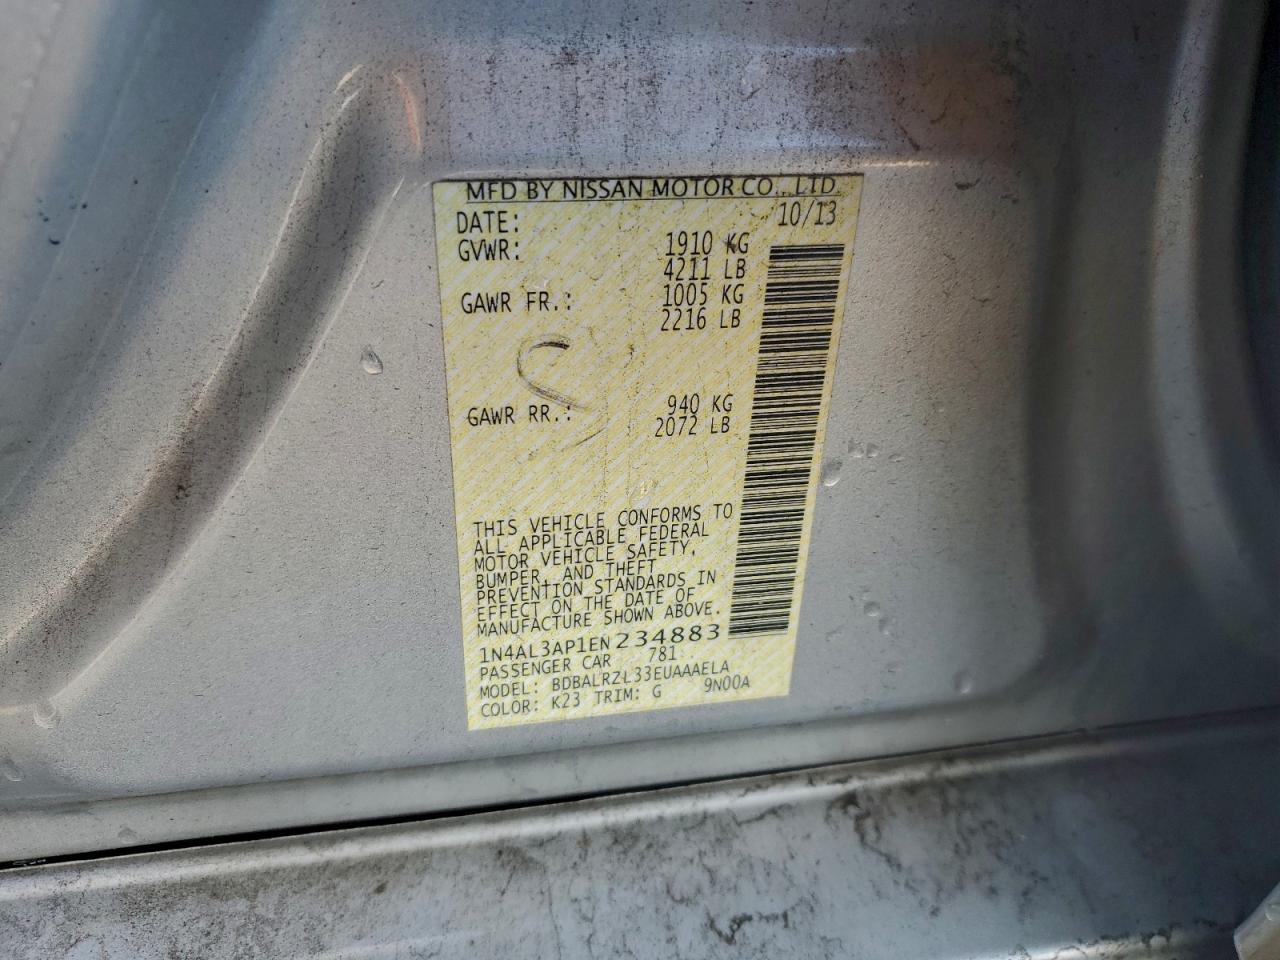 MFD BY NISSAN MOTOR CO., LTD.
DATE: 10/13
GVWR: 1910 KG
4211 LB
GAWR FR.: 1005 KG
2216 LB
GAWR RR.: 940 KG
2072 LB
THIS VEHICLE CONFORMS TO
ALL APPLICABLE FEDERAL
MOTOR VEHICLE SAFETY,
BUMPER, AND THEFT
PREVENTION STANDARDS IN
EFFECT ON THE DATE OF
MANUFACTURE SHOWN ABOVE.
1N4AL3AP1EN234883
PASSENGER CAR 781
MODEL: BDBALRZ-L33EUAAAELA
COLOR: K23 TRIM: G 9N00A